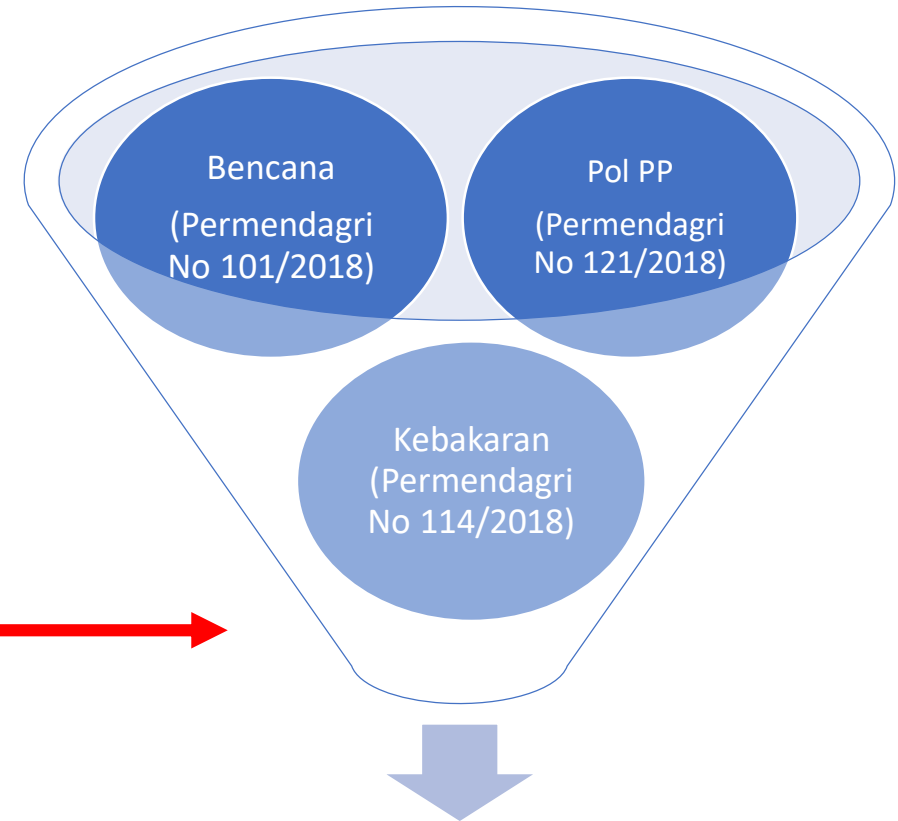 Bencana
(Permendagri
No 101/2018)
Pol PP
(Permendagri
No 121/2018)
Kebakaran
(Permendagri
No 114/2018)